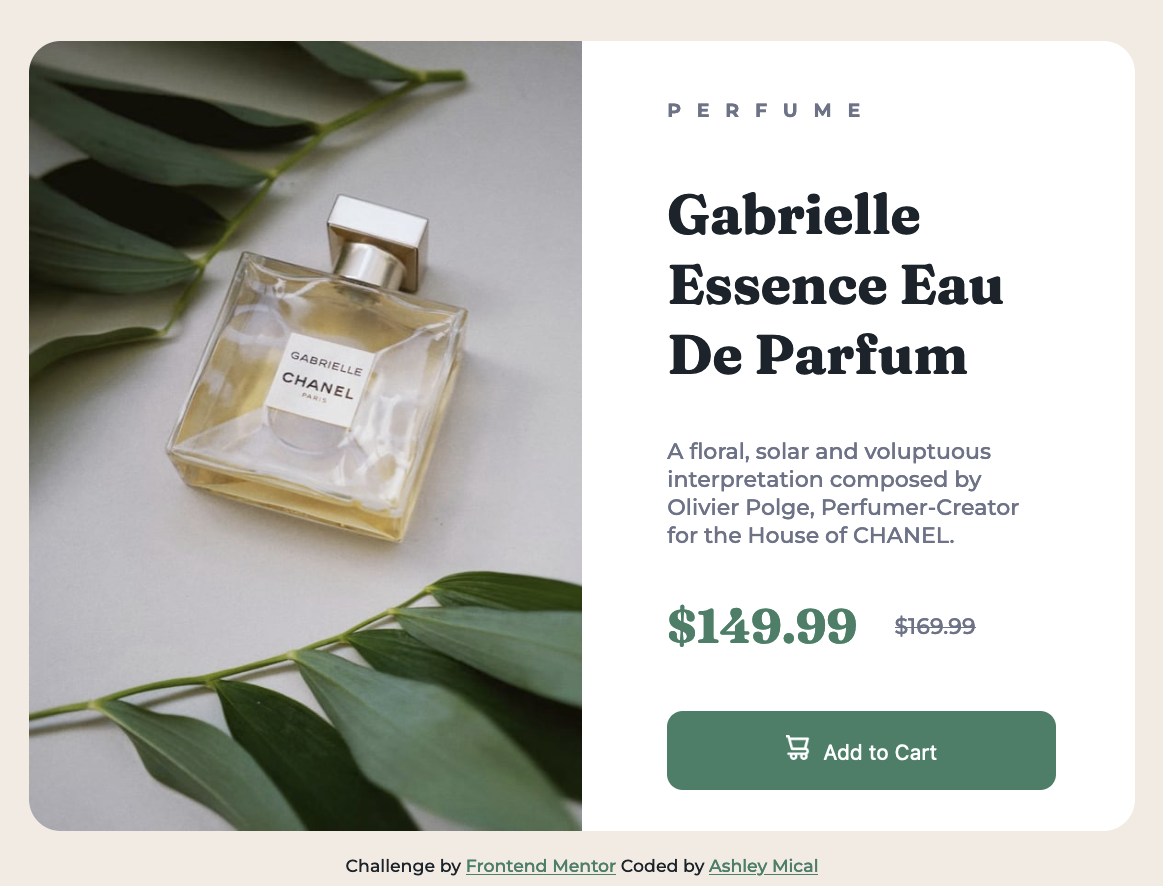 GABRIELLE
CHANEL
PARIS
P E R F U M E
Gabrielle
Essence Eau
De Parfum
A floral, solar and voluptuous
interpretation composed by
Olivier Polge, Perfumer-Creator
for the House of CHANEL.
$149.99 $169.99
Add to Cart
Challenge by Frontend Mentor Coded by Ashley Mical